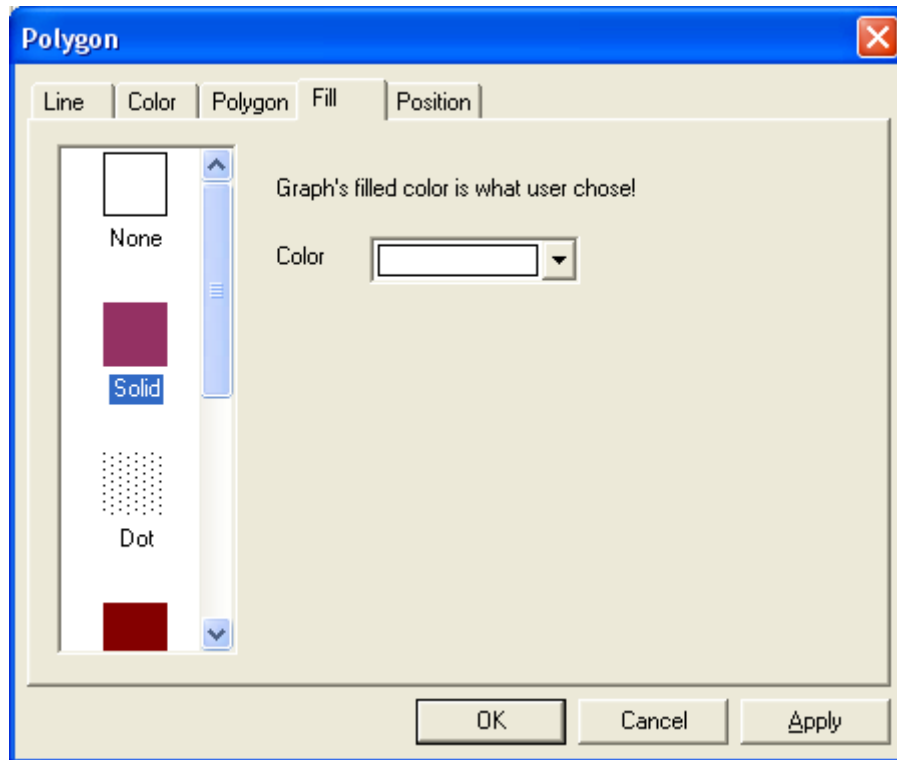 Polygon
Line Color Polygon Fill Position
None
Solid
Dot
Graph's filled color is what user chose!
Color
OK Cancel Apply